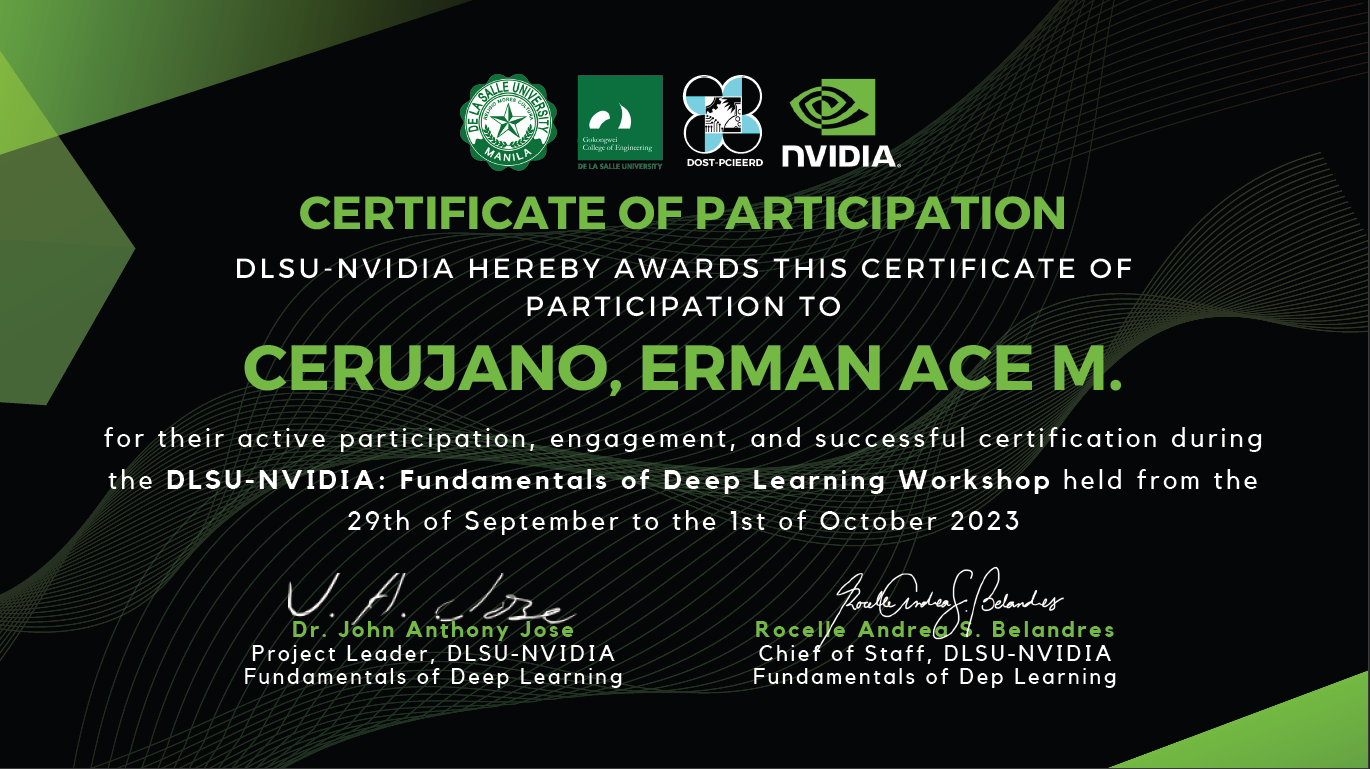 DE LA SALLE UNIVERSITY
RELIGIO MORES CULTURA
MANILA
Gokongwei
College of Engineering
DE LA SALLE UNIVERSITY
DOST-PCIEERD
NVIDIA®
CERTIFICATE OF PARTICIPATION
DLSU-NVIDIA HEREBY AWARDS THIS CERTIFICATE OF
PARTICIPATION TO
CERUJANO, ERMAN ACE M.
for their active participation, engagement, and successful certification during
the DLSU-NVIDIA: Fundamentals of Deep Learning Workshop held from the
29th of September to the 1st of October 2023
J. A. Jose
Rocelle Andrea S. Belandres
Dr. John Anthony Jose
Rocelle Andrea S. Belandres
Project Leader, DLSU-NVIDIA
Chief of Staff, DLSU-NVIDIA
Fundamentals of Deep Learning
Fundamentals of Dep Learning